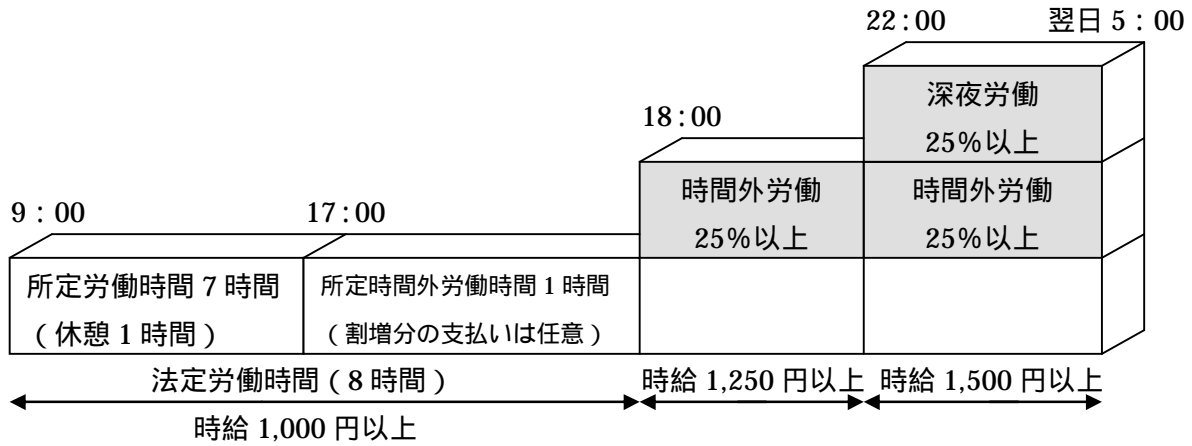 22:00 翌日 5:00
深夜労働
25%以上
18:00
時間外労働 時間外労働
25%以上 25%以上
9:00 17:00
所定労働時間 7 時間 所定時間外労働時間 1 時間
(休憩 1 時間) (割増分の支払いは任意)
法定労働時間(8 時間) 時給 1,250 円以上 時給 1,500 円以上
時給 1,000 円以上